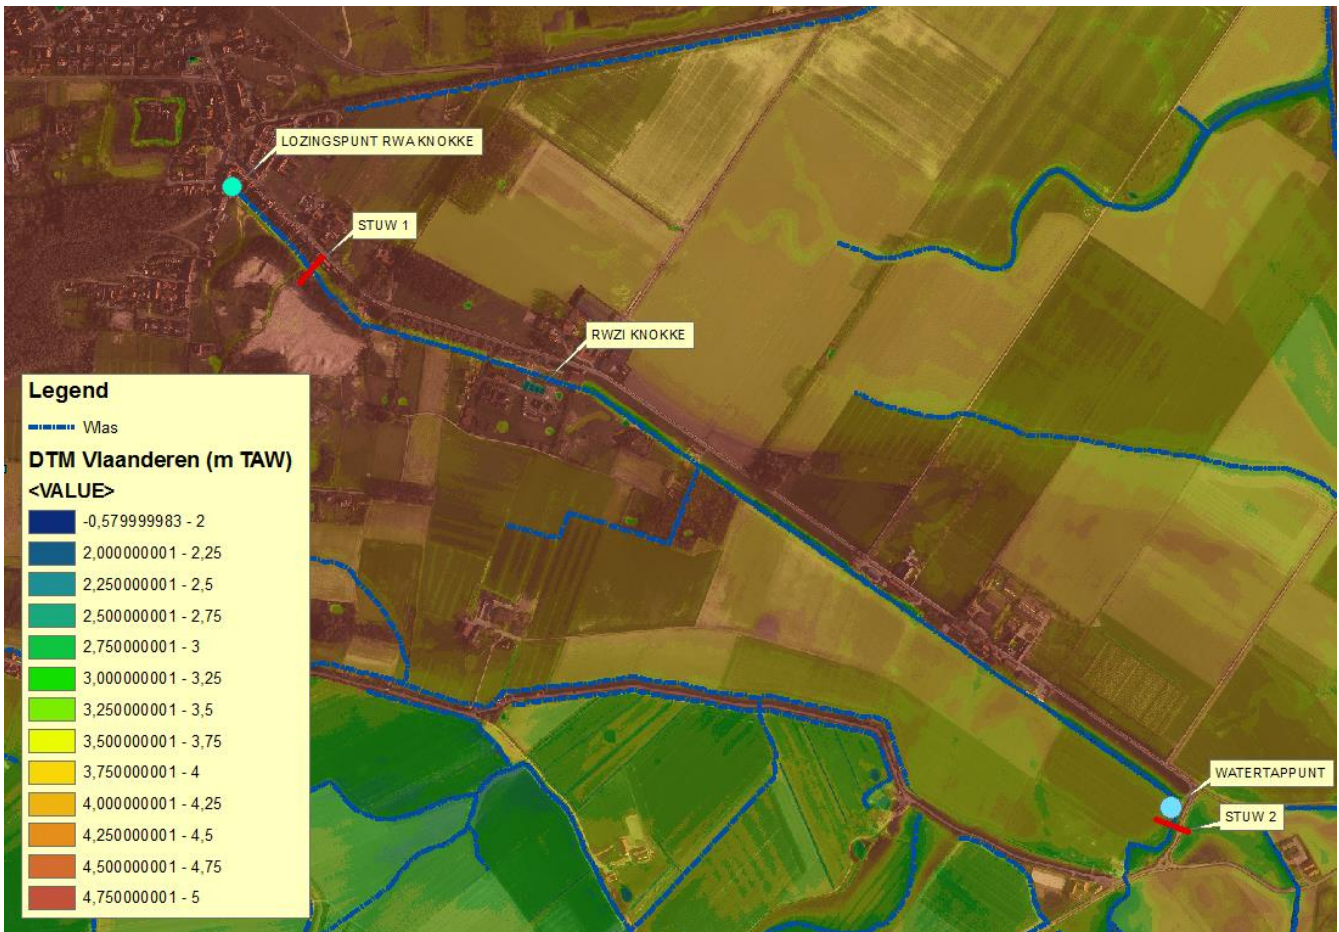 LOZINGSPUNT RWA KNOKKE
STUW 1
RWZI KNOKKE
Legend
Wlas
DTM Vlaanderen (m TAW)
<VALUE>
-0,579999983 - 2
2,000000001 - 2,25
2,250000001 - 2,5
2,500000001 - 2,75
2,750000001 - 3
3,000000001 - 3,25
3,250000001 - 3,5
3,500000001 - 3,75
3,750000001 - 4
4,000000001 - 4,25
4,250000001 - 4,5
4,500000001 - 4,75
4,750000001 - 5
WATERTAPPUNT
STUW 2